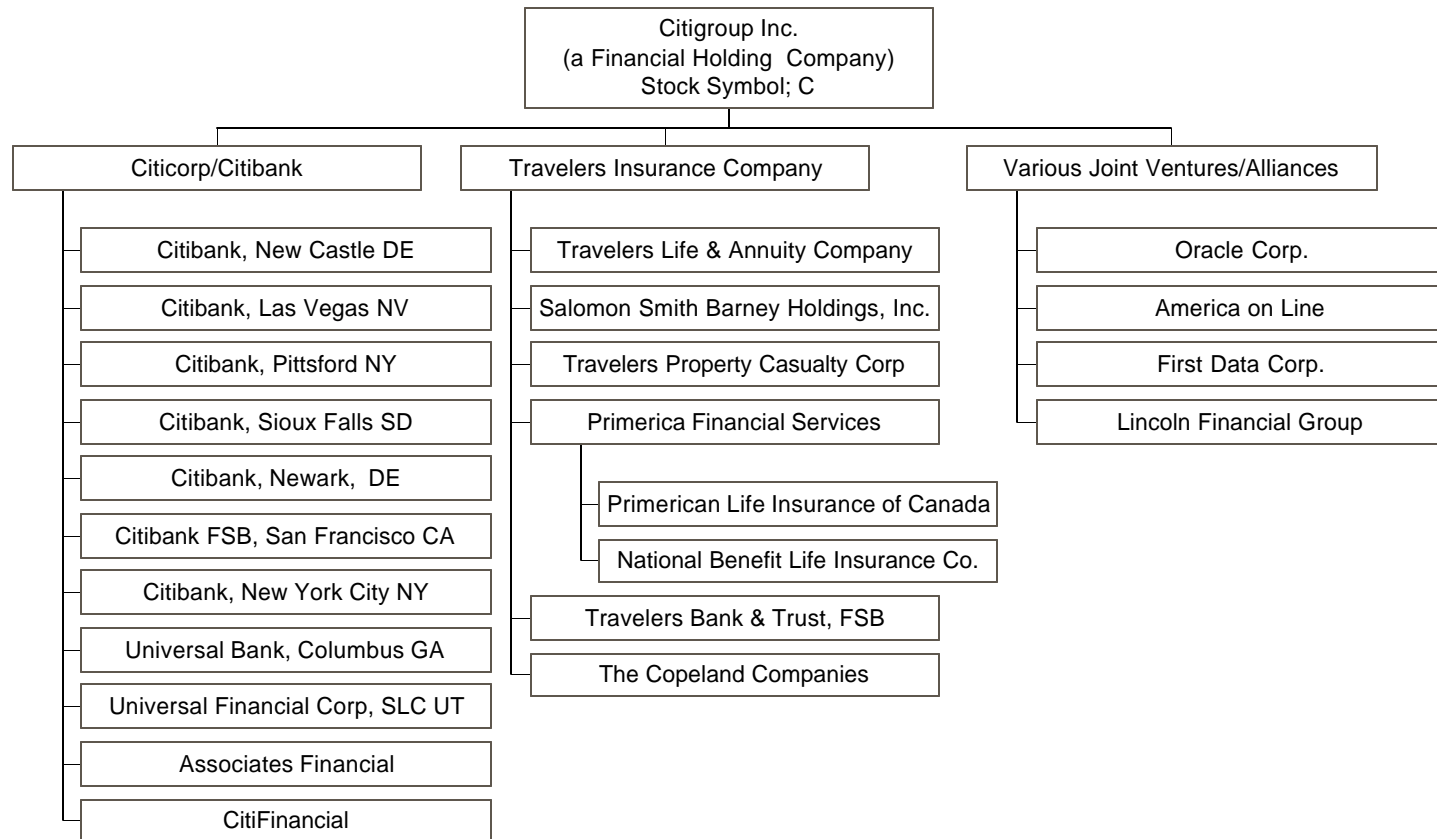 Citigroup Inc.
(a Financial Holding Company)
Stock Symbol; C
Citicorp/Citibank
Citibank, New Castle DE
Citibank, Las Vegas NV
Citibank, Pittsford NY
Citibank, Sioux Falls SD
Citibank, Newark, DE
Citibank FSB, San Francisco CA
Citibank, New York City NY
Universal Bank, Columbus GA
Universal Financial Corp, SLC UT
Associates Financial
CitiFinancial
Travelers Insurance Company
Travelers Life & Annuity Company
Salomon Smith Barney Holdings, Inc.
Travelers Property Casualty Corp
Primerica Financial Services
Primerican Life Insurance of Canada
National Benefit Life Insurance Co.
Travelers Bank & Trust, FSB
The Copeland Companies
Various Joint Ventures/Alliances
Oracle Corp.
America on Line
First Data Corp.
Lincoln Financial Group